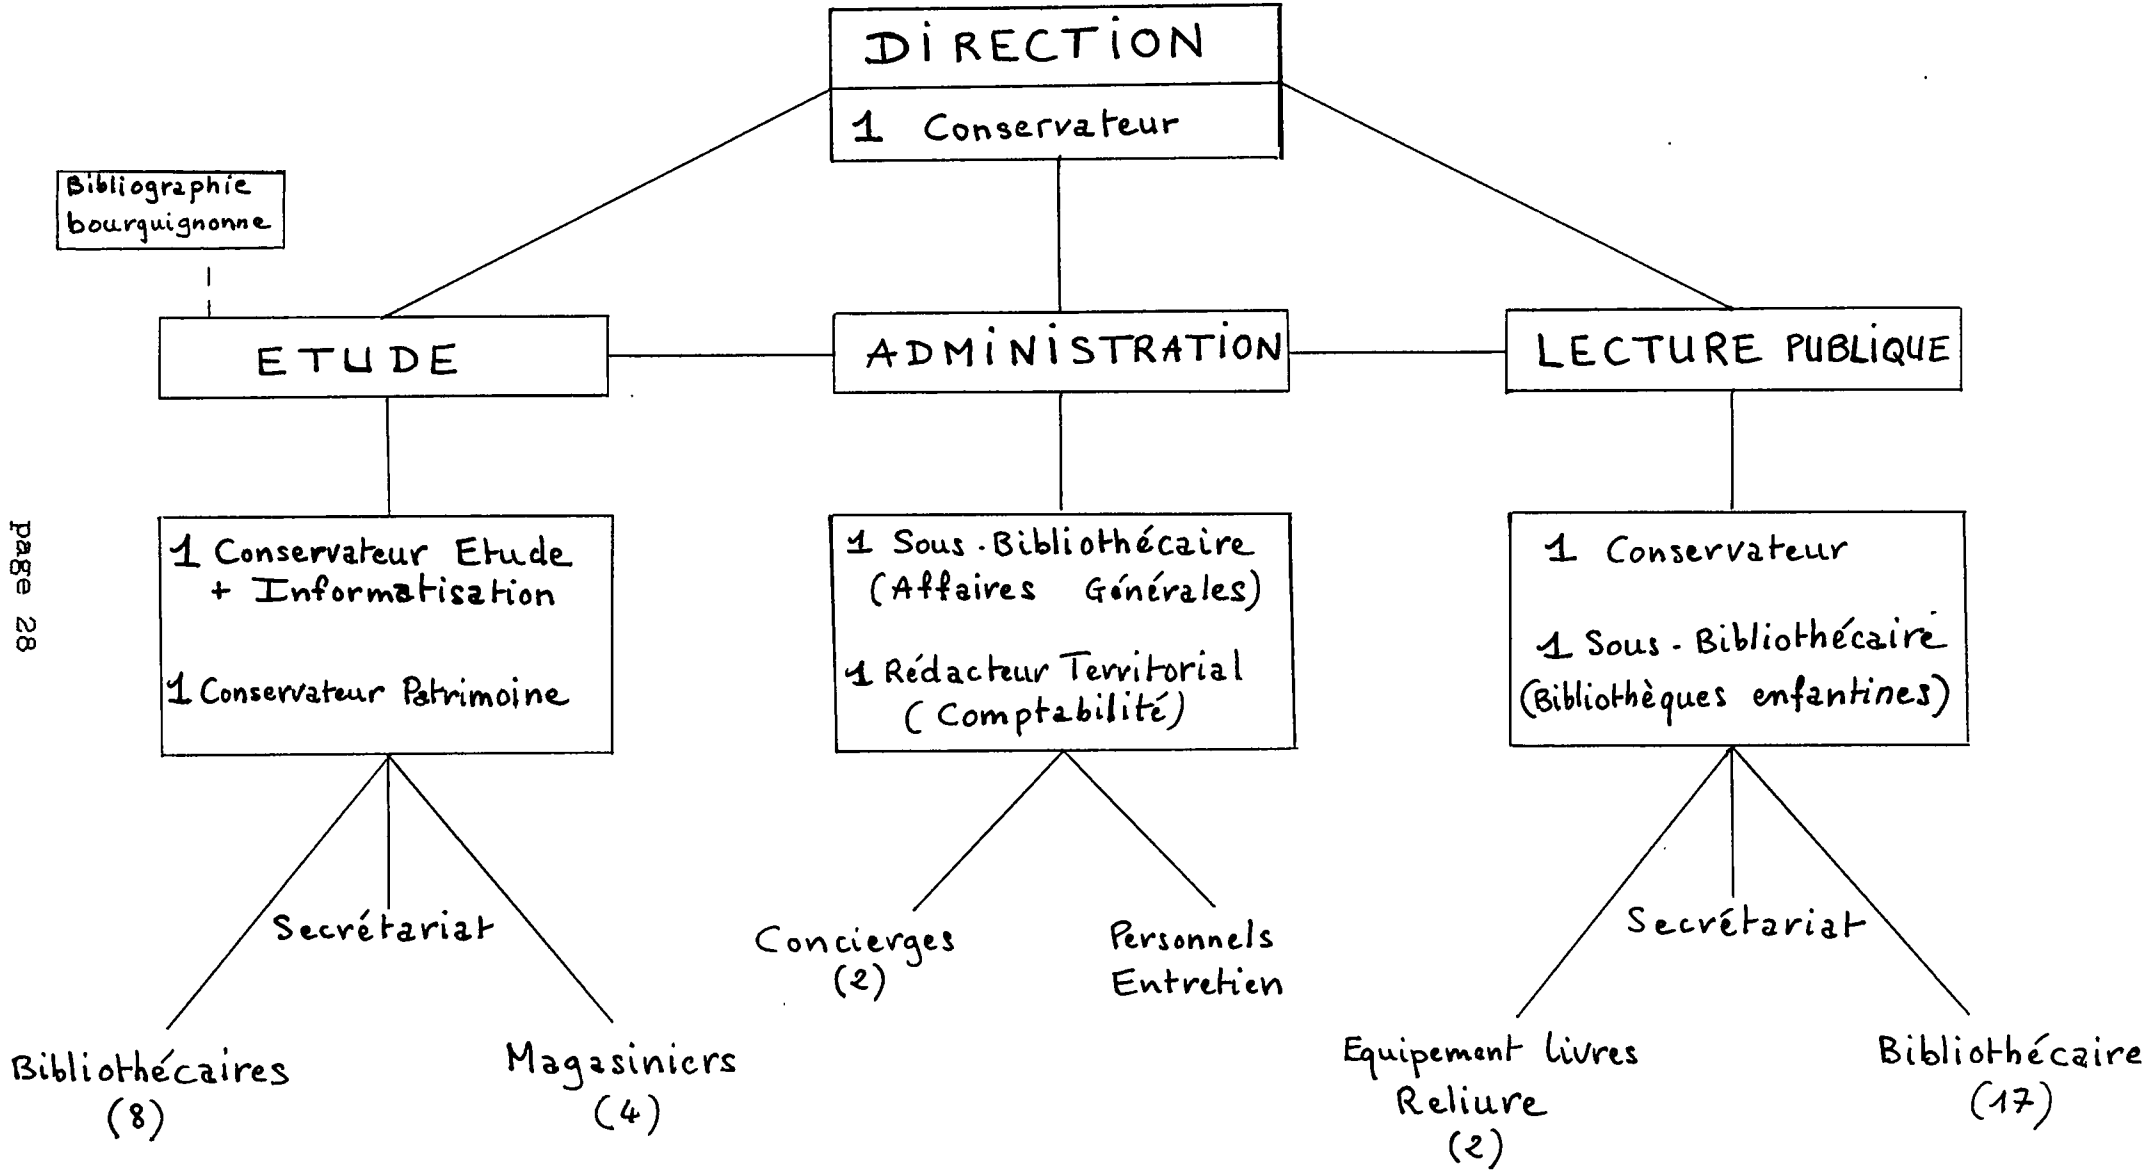 DIRECTION
1 Conservateur
Bibliographie
bourguignonne
ETUDE
ADMINISTRATION
LECTURE PUBLIQUE
1 Conservateur Etude
+ Informatisation
1 Conservateur Patrimoine
1 Sous-Bibliothécaire
(Affaires Générales)
1 Rédacteur Territorial
(Comptabilité)
1 Conservateur
1 Sous-Bibliothécaire
(Bibliothèques enfantines)
Bibliothécaires
(8)
Secrétariat
Magasiniers
(4)
Concierges
(2)
Personnels
Entretien
Equipement livres
Reliure
(2)
Secrétariat
Bibliothécaire
(17)
page 28